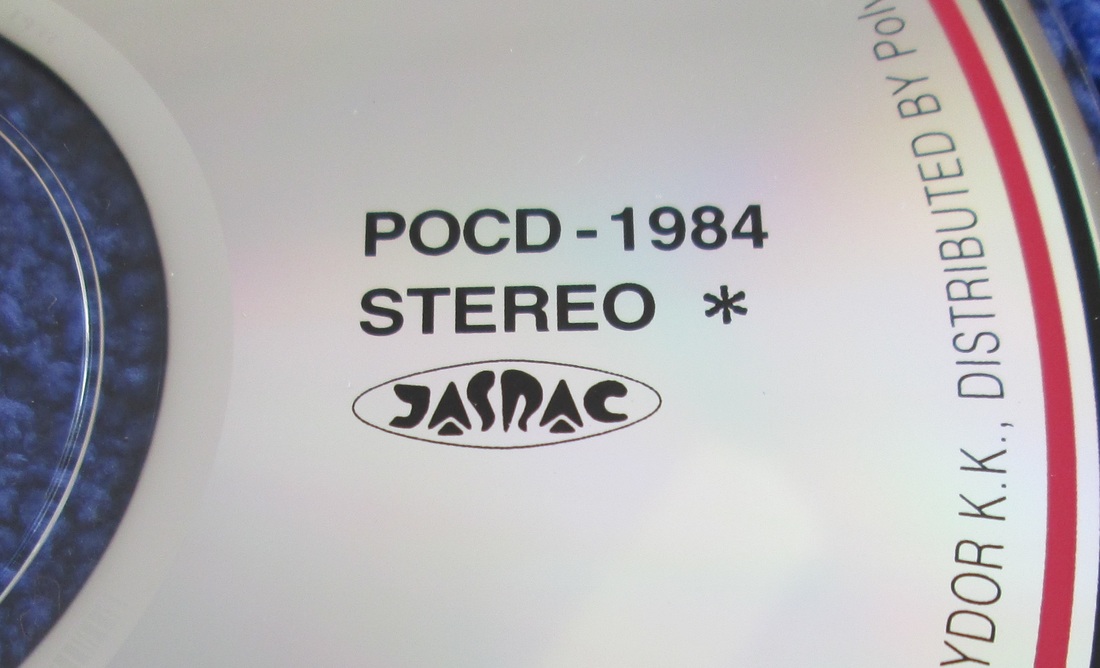 POCD-1984
STEREO *
JASRAC
YDOR K.K., DISTRIBUTED BY Poly